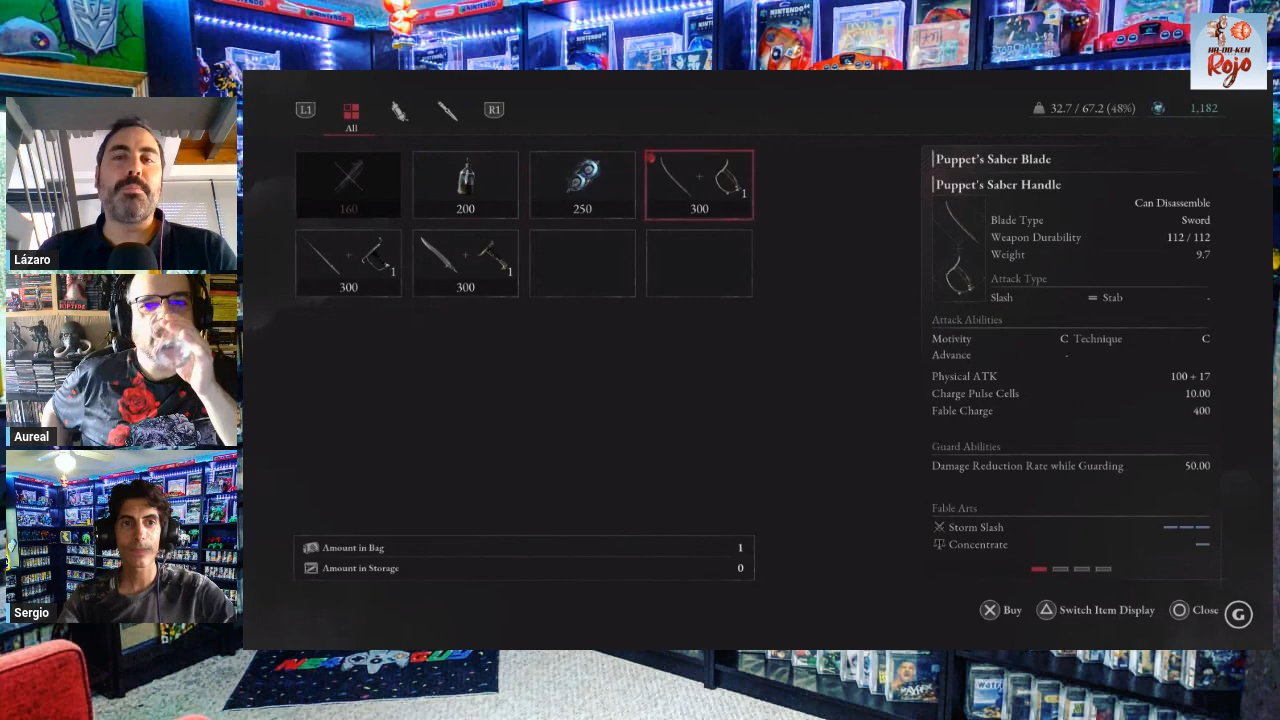 HA-DO-KEN
Rojo
L1
R1
All
32.7 / 67.2 (48%)
1,182
160
200
250
1
300
1
300
1
300
Puppet's Saber Blade
Puppet's Saber Handle
Can Disassemble
Blade Type Sword
Weapon Durability 112 / 112
Weight 9.7
Attack Type
Slash Stab -
Attack Abilities
Motivity C Technique C
Advance -
Physical ATK 100 + 17
Charge Pulse Cells 10.00
Fable Charge 400
Guard Abilities
Damage Reduction Rate while Guarding 50.00
Fable Arts
Storm Slash
Concentrate
Amount in Bag 1
Amount in Storage 0
Buy Switch Item Display Close
G
Lázaro
Aureal
Sergio
NINTENDO